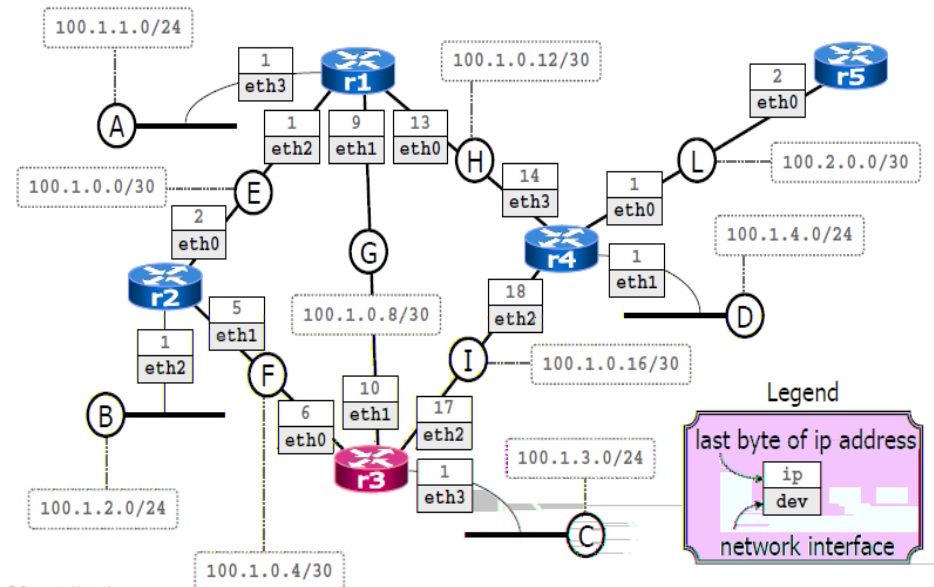 100.1.1.0/24
1
eth3
r1
100.1.0.12/30
2
eth0
r5
A
1
eth2
9
eth1
13
eth0
H
L
100.2.0.0/30
100.1.0.0/30
E
14
eth3
1
eth0
2
eth0
G
r4
1
eth1
100.1.4.0/24
r2
5
eth1
100.1.0.8/30
18
eth2
D
1
eth2
F
I
100.1.0.16/30
B
6
eth0
10
eth1
17
eth2
r3
1
eth3
100.1.3.0/24
C
100.1.2.0/24
100.1.0.4/30
Legend
last byte of ip address
ip
dev
network interface